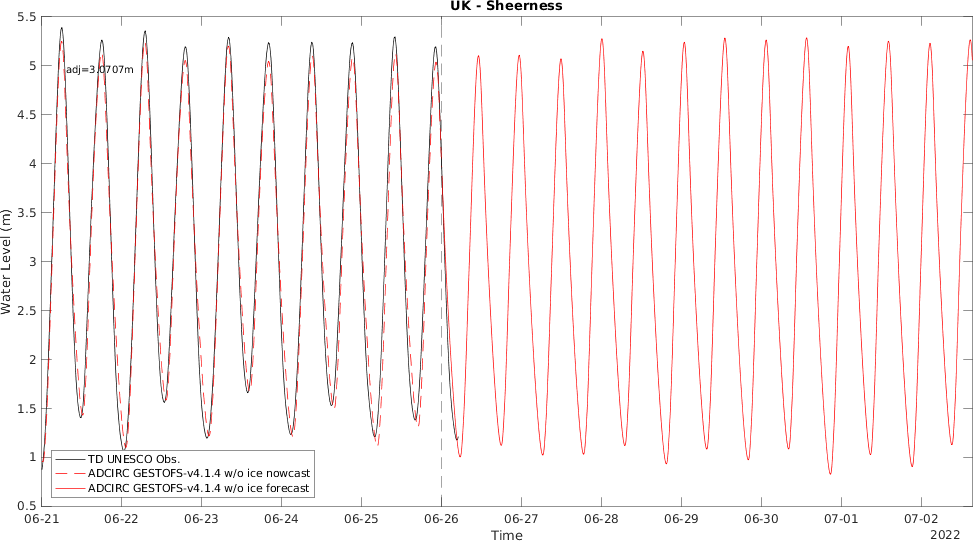 UK - Sheerness
5.5
5
4.5
4
3.5
3
2.5
2
1.5
1
0.5
Water Level (m)
adj=3.0707m
TD UNESCO Obs.
ADCIRC GESTOFS-v4.1.4 w/o ice nowcast
ADCIRC GESTOFS-v4.1.4 w/o ice forecast
06-21 06-22 06-23 06-24 06-25 06-26 06-27 06-28 06-29 06-30 07-01 07-02
Time
2022